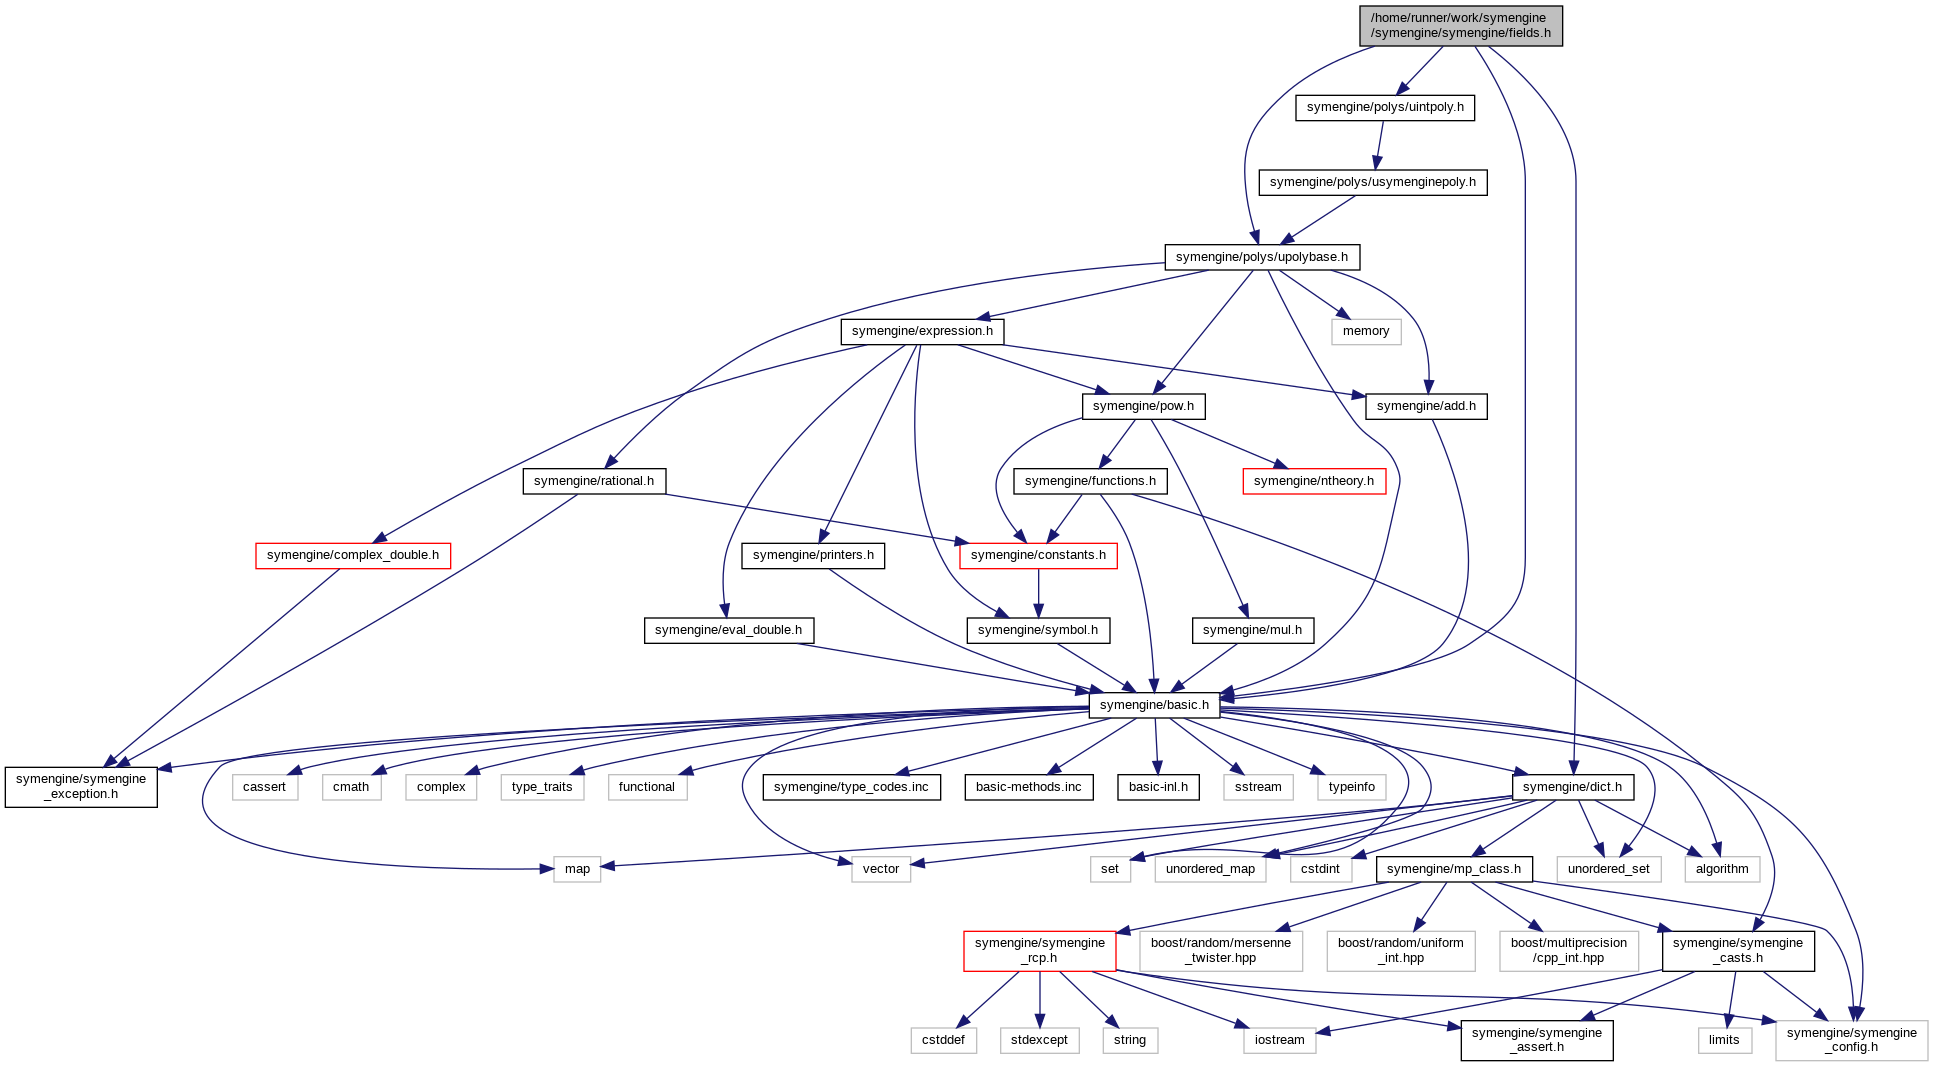 /home/runner/work/symengine
/symengine/symengine/fields.h
symengine/polys/uintpoly.h
symengine/polys/usymenginepoly.h
symengine/polys/upolybase.h
symengine/expression.h
memory
symengine/pow.h
symengine/add.h
symengine/rational.h
symengine/functions.h
symengine/ntheory.h
symengine/complex_double.h
symengine/printers.h
symengine/constants.h
symengine/eval_double.h
symengine/symbol.h
symengine/mul.h
symengine/basic.h
symengine/symengine
_exception.h
cassert
cmath
complex
type_traits
functional
symengine/type_codes.inc
basic-methods.inc
basic-inl.h
sstream
typeinfo
symengine/dict.h
map
vector
set
unordered_map
cstdint
symengine/mp_class.h
unordered_set
algorithm
symengine/symengine
_rcp.h
boost/random/mersenne
_twister.hpp
boost/random/uniform
_int.hpp
boost/multiprecision
/cpp_int.hpp
symengine/symengine
_casts.h
cstddef
stdexcept
string
iostream
symengine/symengine
_assert.h
limits
symengine/symengine
_config.h